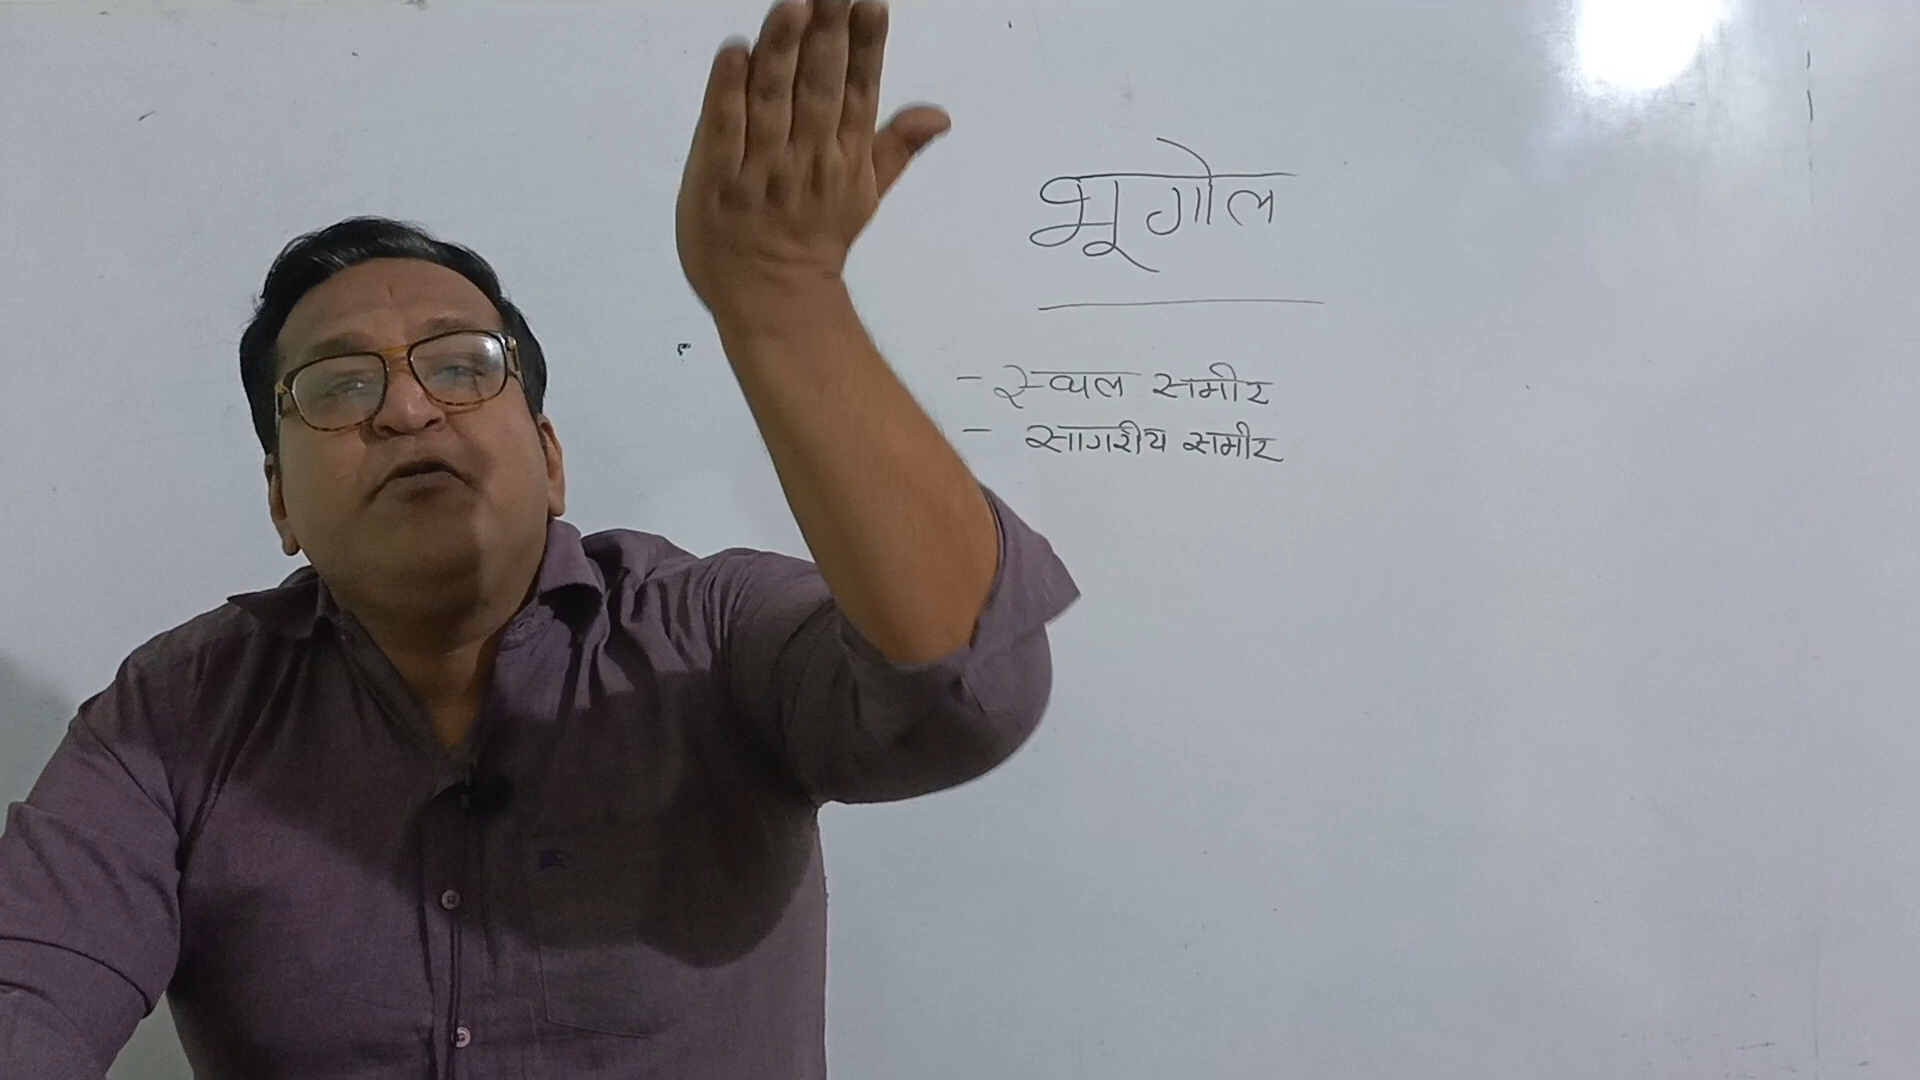 भूगोल
- स्थल समीर
- सागरीय समीर